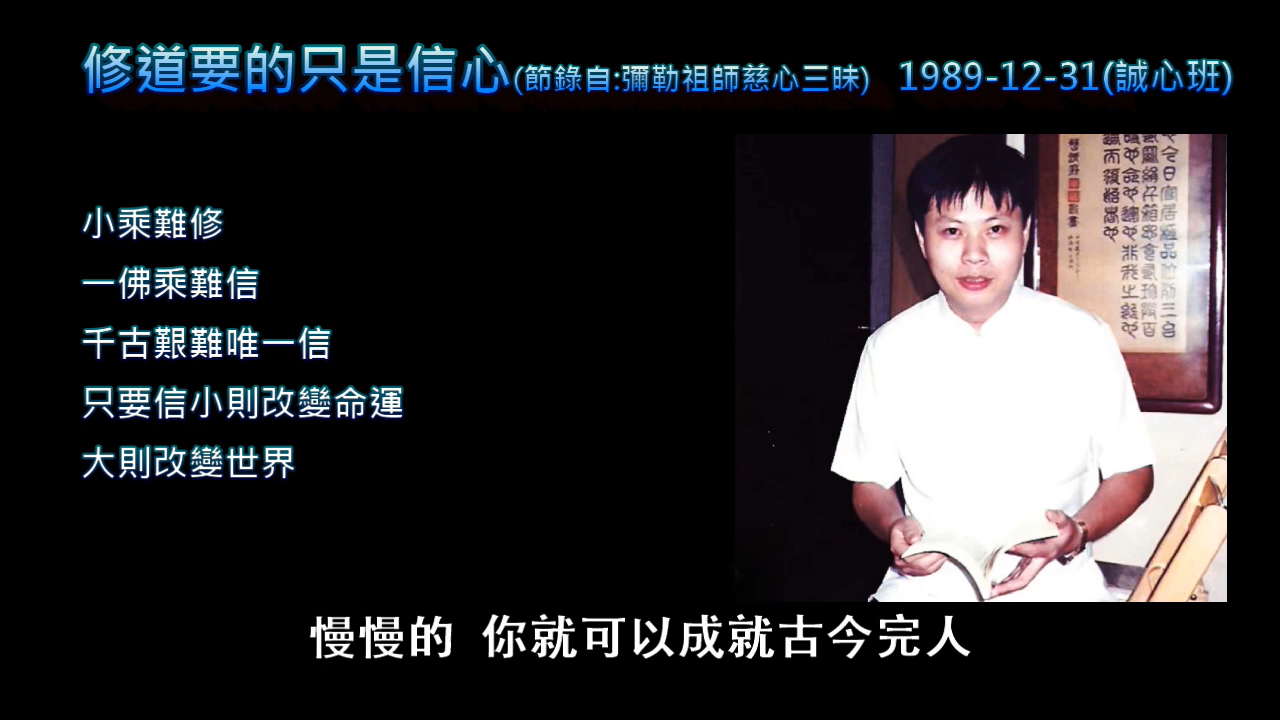 修道要的只是信心(節錄自:彌勒祖師慈心三昧) 1989-12-31(誠心班)
小乘難修
一佛乘難信
千古艱難唯一信
只要信小則改變命運
大則改變世界
慢慢的 你就可以成就古今完人